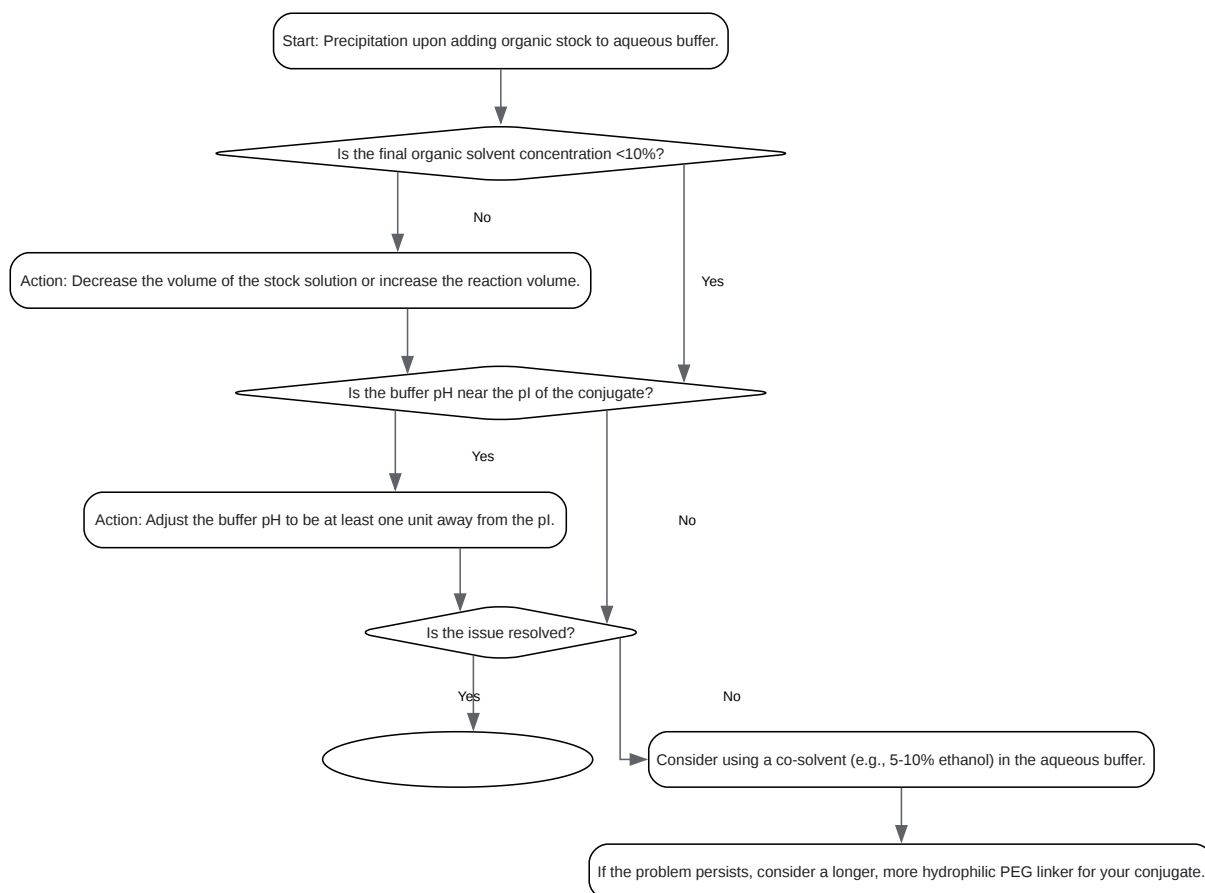 Start: Precipitation upon adding organic stock to aqueous buffer.
Is the final organic solvent concentration <10%?
No
Action: Decrease the volume of the stock solution or increase the reaction volume.
Yes
Is the buffer pH near the pI of the conjugate?
Yes
Action: Adjust the buffer pH to be at least one unit away from the pI.
No
Is the issue resolved?
Yes
No
Consider using a co-solvent (e.g., 5-10% ethanol) in the aqueous buffer.
If the problem persists, consider a longer, more hydrophilic PEG linker for your conjugate.